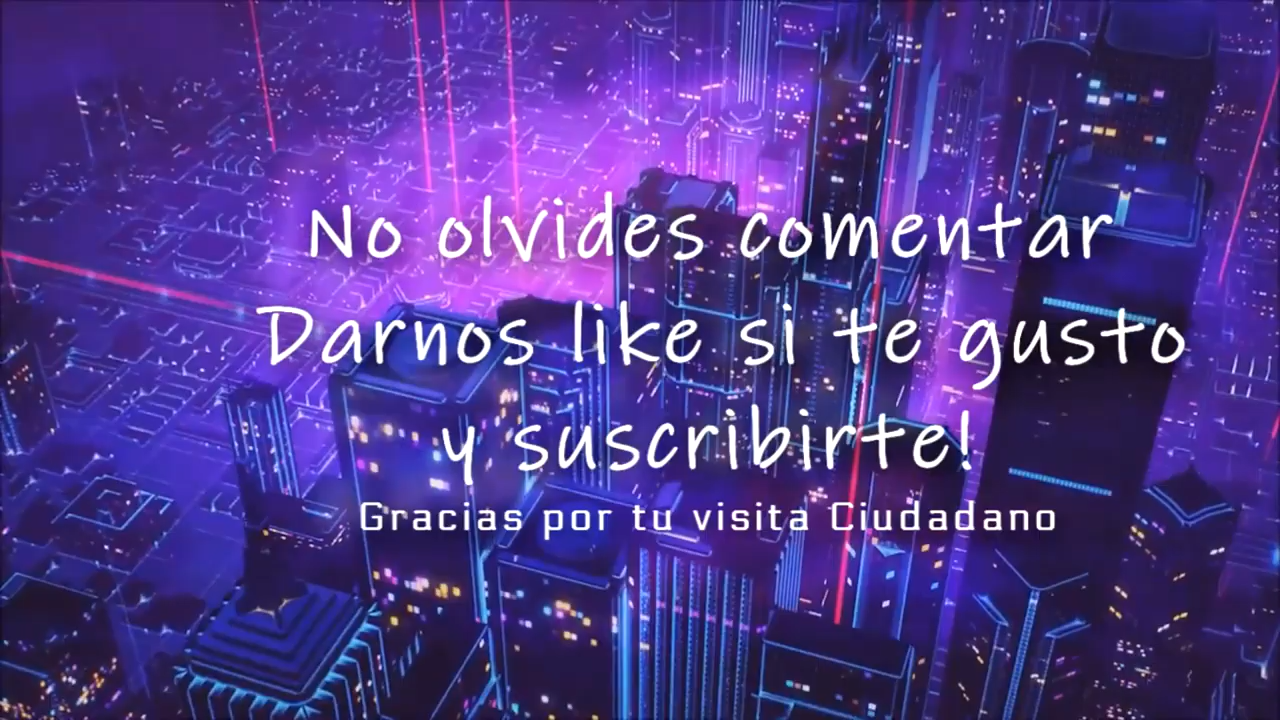 No olvides comentar
Darnos like si te gusto
y suscribirte!
Gracias por tu visita Ciudadano